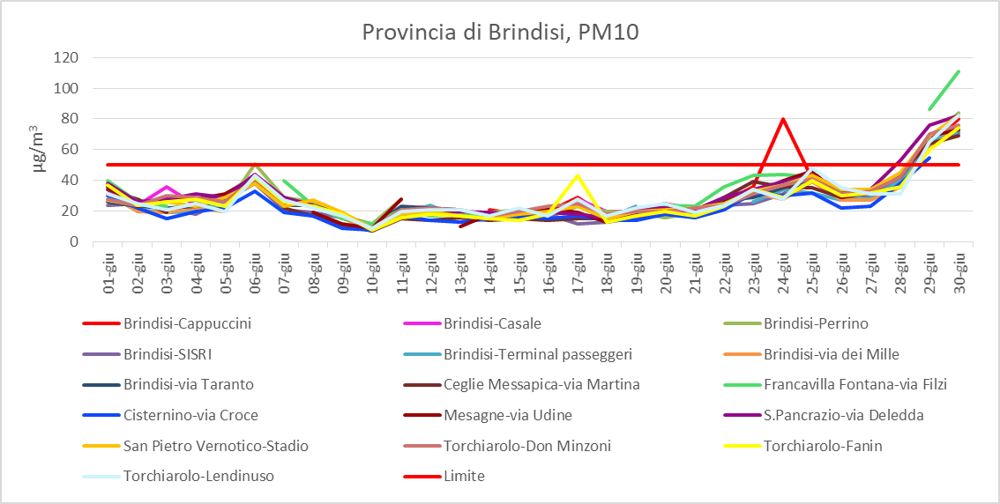 Provincia di Brindisi, PM10
µg/m³
120
100
80
60
40
20
0
01-giu
02-giu
03-giu
04-giu
05-giu
06-giu
07-giu
08-giu
09-giu
10-giu
11-giu
12-giu
13-giu
14-giu
15-giu
16-giu
17-giu
18-giu
19-giu
20-giu
21-giu
22-giu
23-giu
24-giu
25-giu
26-giu
27-giu
28-giu
29-giu
30-giu
Brindisi-Cappuccini
Brindisi-Casale
Brindisi-Perrino
Brindisi-SISRI
Brindisi-Terminal passeggeri
Brindisi-via dei Mille
Brindisi-via Taranto
Ceglie Messapica-via Martina
Francavilla Fontana-via Filzi
Cisternino-via Croce
Mesagne-via Udine
S.Pancrazio-via Deledda
San Pietro Vernotico-Stadio
Torchiarolo-Don Minzoni
Torchiarolo-Fanin
Torchiarolo-Lendinuso
Limite